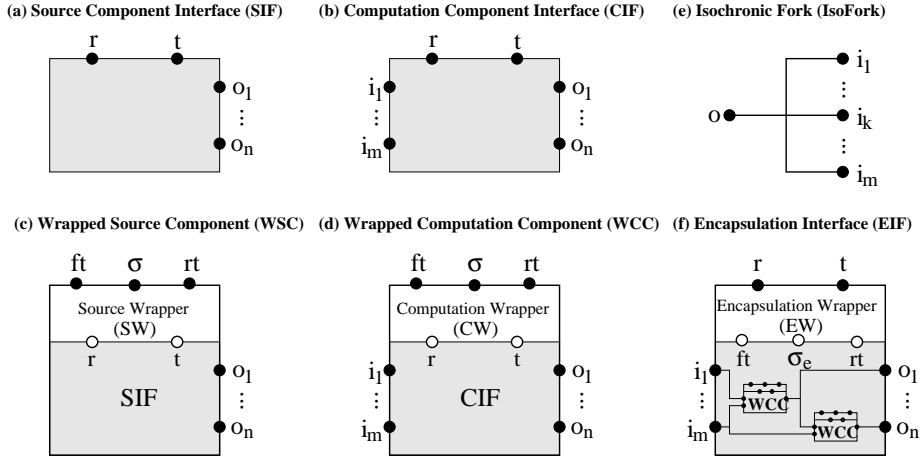 (a) Source Component Interface (SIF)
(b) Computation Component Interface (CIF)
(e) Isochronic Fork (IsoFork)
r t
r t
i1
o1
⋮
on
i1
⋮
im
o1
⋮
on
o
⋮
ik
⋮
im
(c) Wrapped Source Component (WSC)
(d) Wrapped Computation Component (WCC)
(f) Encapsulation Interface (EIF)
ft σ rt
Source Wrapper
(SW)
r t
SIF
o1
⋮
on
ft σ rt
Computation Wrapper
(CW)
r t
i1
⋮
im
CIF
o1
⋮
on
r t
Encapsulation Wrapper
(EW)
ft σe rt
i1
⋮
im
WCC
WCC
o1
⋮
on